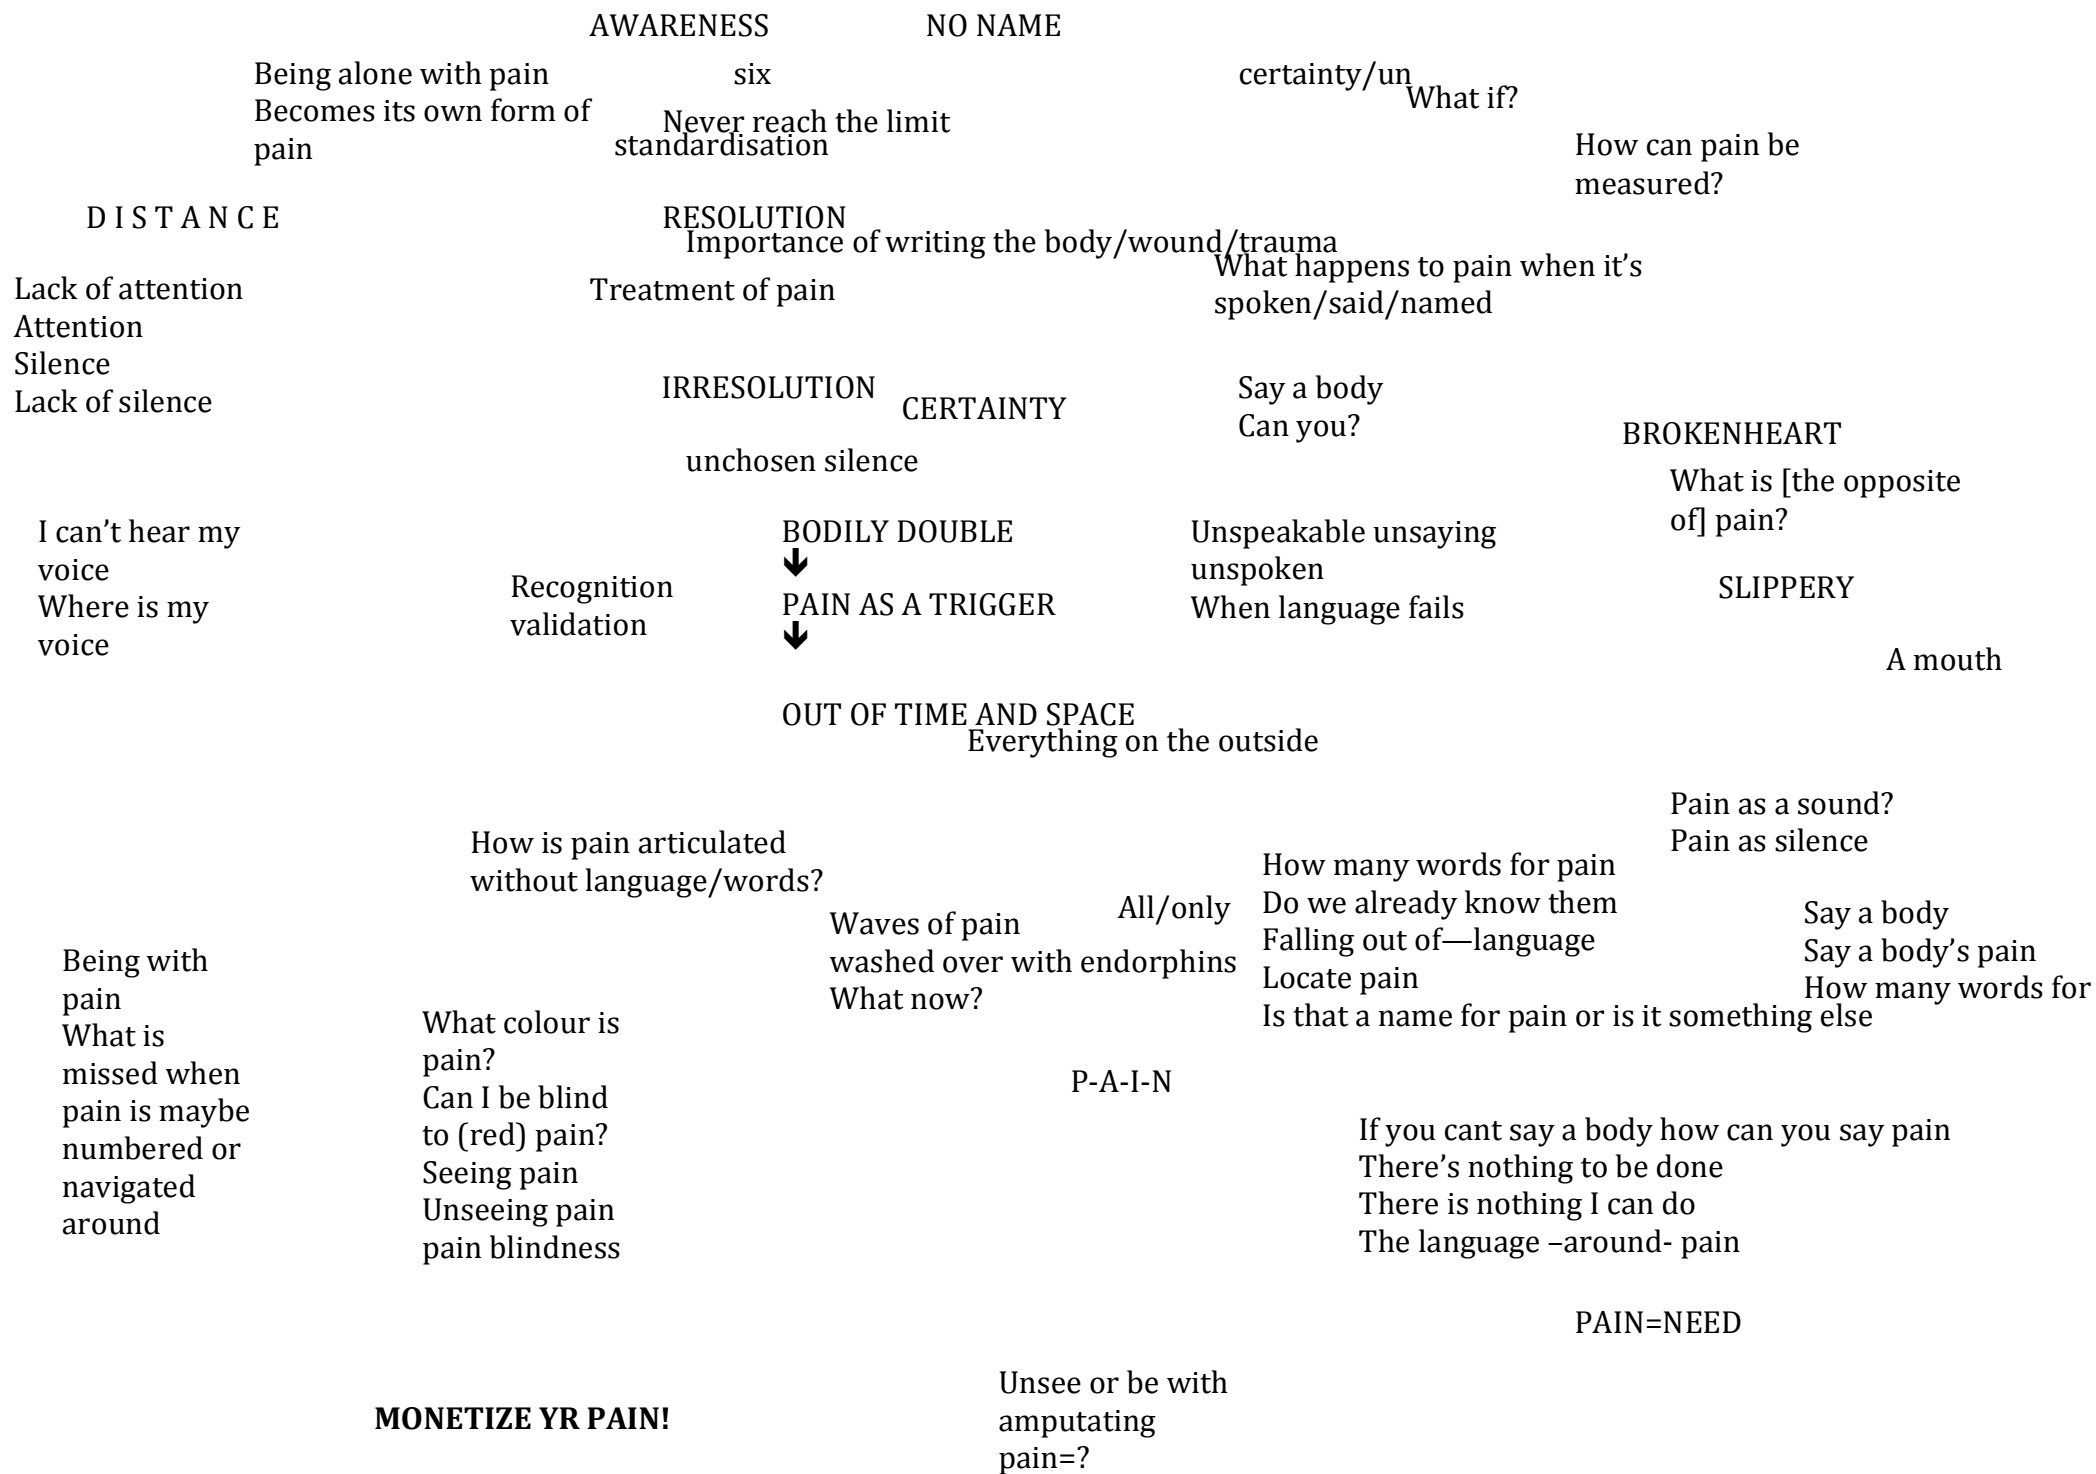 AWARENESS
NO NAME
Being alone with pain
Becomes its own form of
pain
six
Never reach the limit
standardisation
certainty/un
What if?
How can pain be
measured?
D I S T A N C E
RESOLUTION
Importance of writing the body/wound/trauma
What happens to pain when it's
spoken/said/named
Lack of attention
Attention
Silence
Lack of silence
Treatment of pain
IRRESOLUTION
CERTAINTY
Say a body
Can you?
BROKENHEART
unchosen silence
What is [the opposite
of] pain?
I can't hear my
voice
Where is my
voice
Recognition
validation
BODILY DOUBLE
🡫
PAIN AS A TRIGGER
🡫
OUT OF TIME AND SPACE
Everything on the outside
Unspeakable unsaying
unspoken
When language fails
SLIPPERY
A mouth
Pain as a sound?
Pain as silence
How is pain articulated
without language/words?
Waves of pain
washed over with endorphins
What now?
All/only
How many words for pain
Do we already know them
Falling out of—language
Locate pain
Is that a name for pain or is it something else
Say a body
Say a body's pain
How many words for
Being with
pain
What is
missed when
pain is maybe
numbered or
navigated
around
What colour is
pain?
Can I be blind
to (red) pain?
Seeing pain
Unseeing pain
pain blindness
P-A-I-N
If you cant say a body how can you say pain
There's nothing to be done
There is nothing I can do
The language –around- pain
PAIN=NEED
MONETIZE YR PAIN!
Unsee or be with
amputating
pain=?